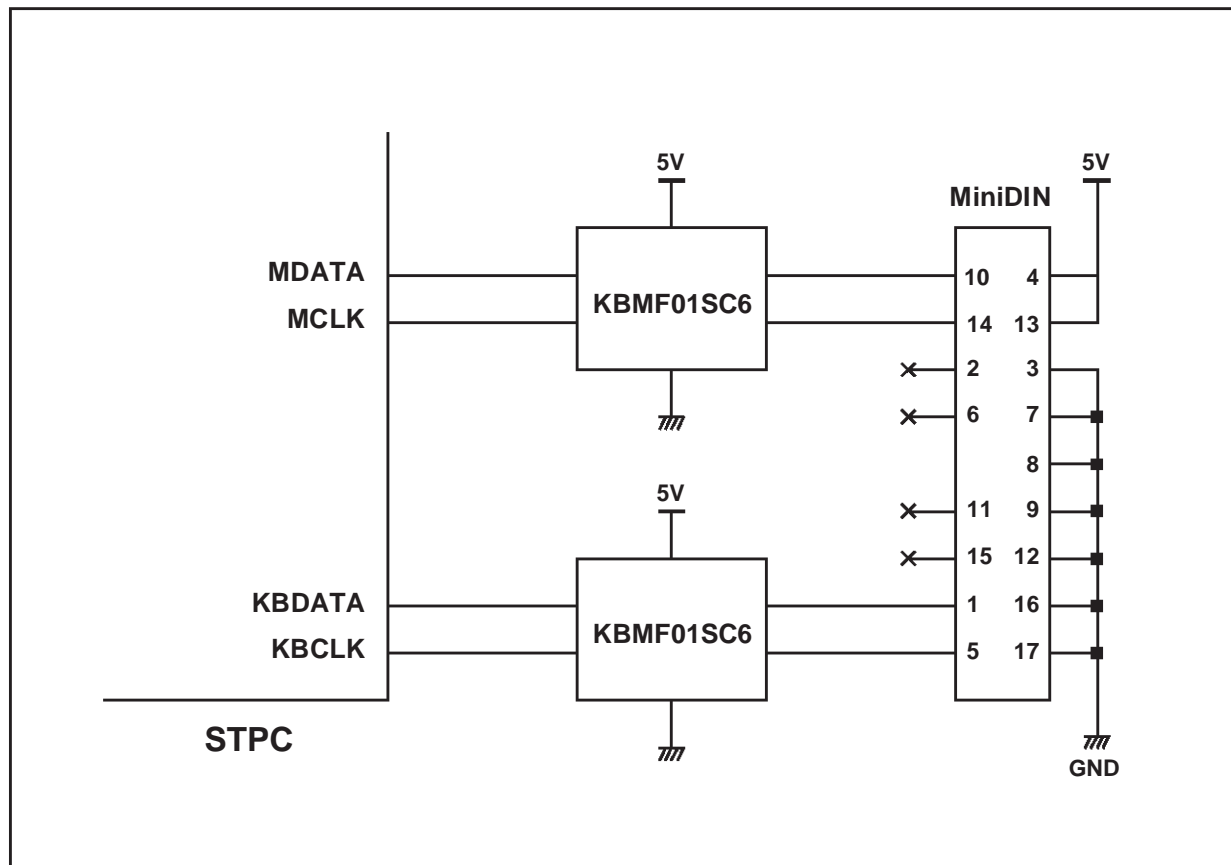 5V 5V
MiniDIN
MDATA 10 4
KBMF01SC6
MCLK 14 13
2 3
6 7
8
5V
11 9
15 12
KBDATA 1 16
KBMF01SC6
KBCLK 5 17
STPC
GND